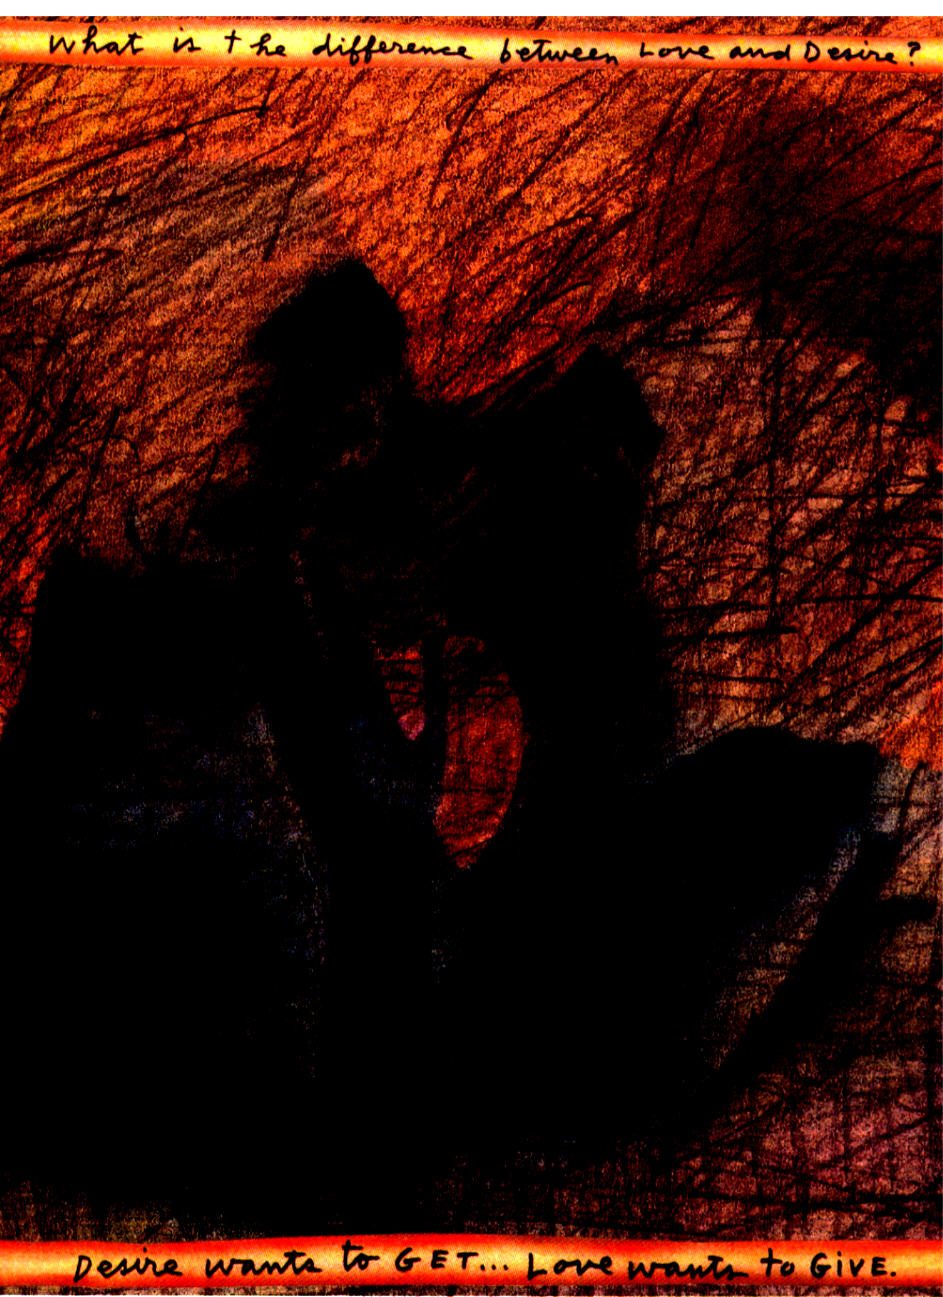 What is the difference between Love and Desire?
Desire wants to GET... Love wants to GIVE.